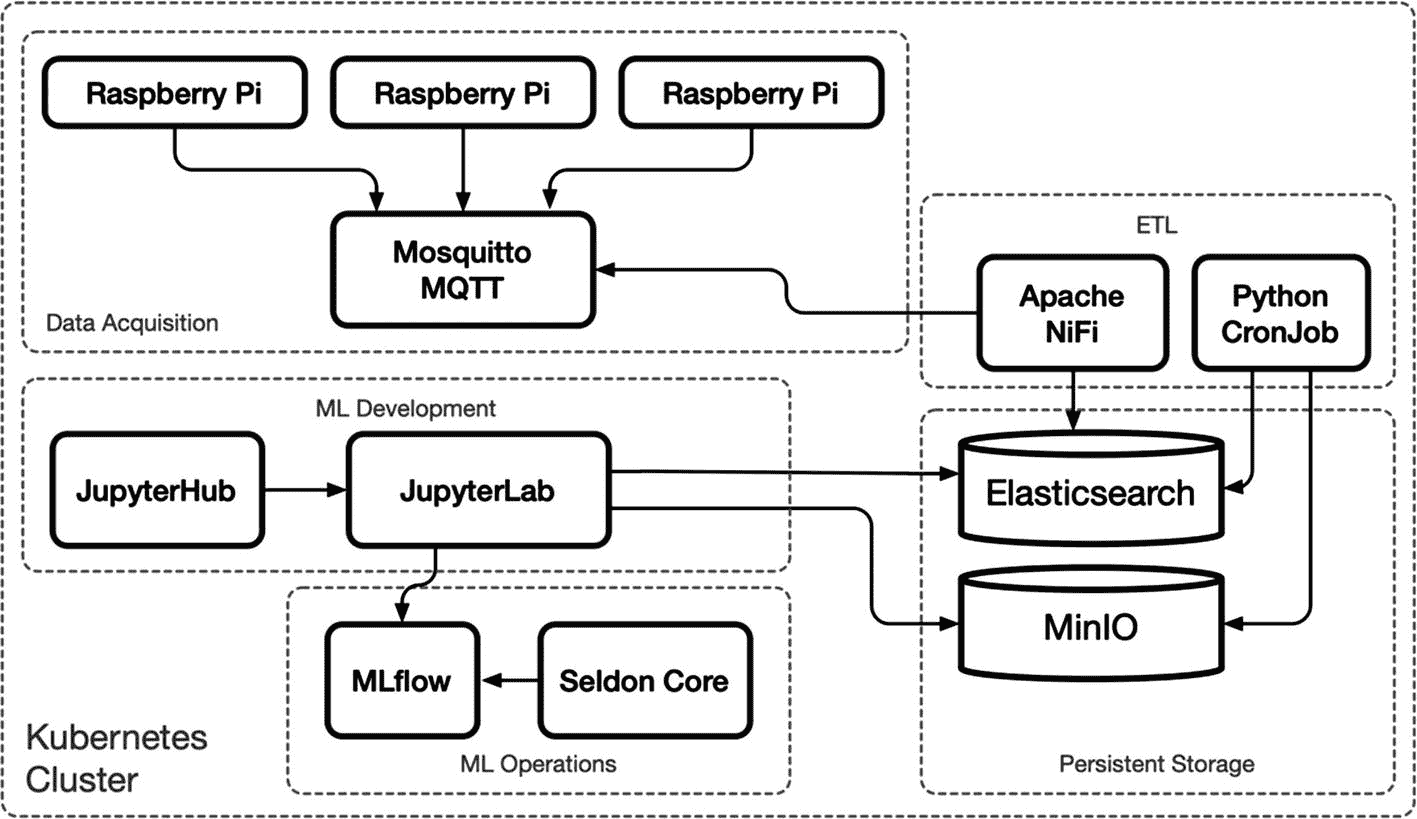 Raspberry Pi
Raspberry Pi
Raspberry Pi
Mosquitto
MQTT
Data Acquisition
ETL
Apache
NiFi
Python
CronJob
ML Development
JupyterHub
JupyterLab
Elasticsearch
MinIO
Persistent Storage
MLflow
Seldon Core
ML Operations
Kubernetes
Cluster